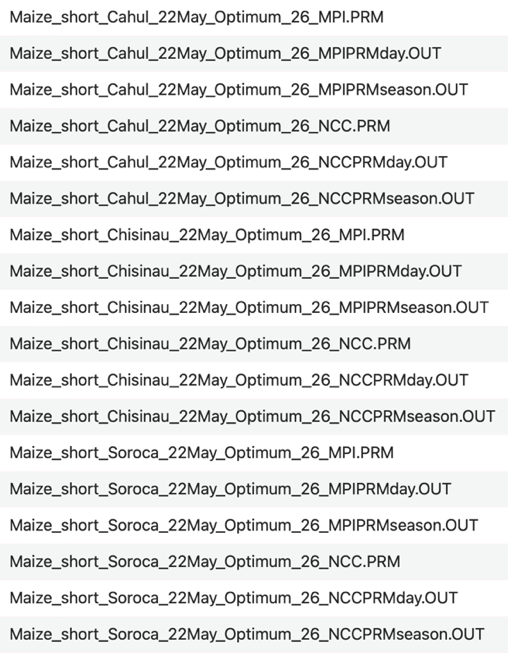 Maize_short_Cahul_22May_Optimum_26_MPI.PRM
Maize_short_Cahul_22May_Optimum_26_MPIPRMday.OUT
Maize_short_Cahul_22May_Optimum_26_MPIPRMseason.OUT
Maize_short_Cahul_22May_Optimum_26_NCC.PRM
Maize_short_Cahul_22May_Optimum_26_NCCPRMday.OUT
Maize_short_Cahul_22May_Optimum_26_NCCPRMseason.OUT
Maize_short_Chisinau_22May_Optimum_26_MPI.PRM
Maize_short_Chisinau_22May_Optimum_26_MPIPRMday.OUT
Maize_short_Chisinau_22May_Optimum_26_MPIPRMseason.OUT
Maize_short_Chisinau_22May_Optimum_26_NCC.PRM
Maize_short_Chisinau_22May_Optimum_26_NCCPRMday.OUT
Maize_short_Chisinau_22May_Optimum_26_NCCPRMseason.OUT
Maize_short_Soroca_22May_Optimum_26_MPI.PRM
Maize_short_Soroca_22May_Optimum_26_MPIPRMday.OUT
Maize_short_Soroca_22May_Optimum_26_MPIPRMseason.OUT
Maize_short_Soroca_22May_Optimum_26_NCC.PRM
Maize_short_Soroca_22May_Optimum_26_NCCPRMday.OUT
Maize_short_Soroca_22May_Optimum_26_NCCPRMseason.OUT